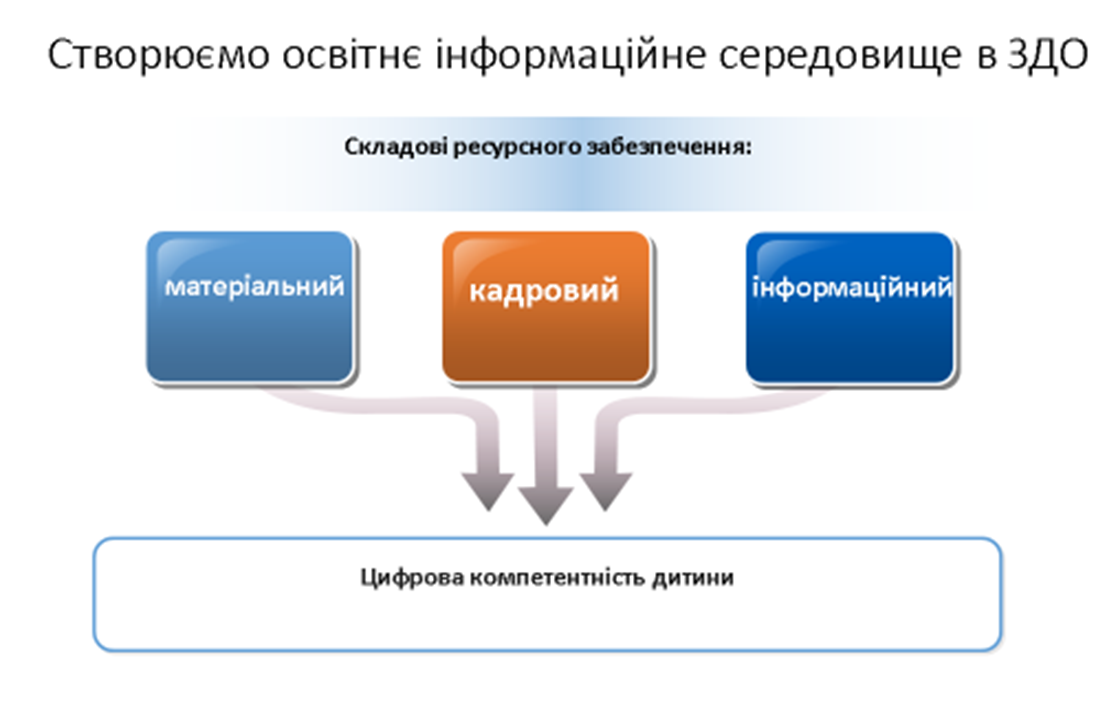 Створюємо освітнє інформаційне середовище в ЗДО
Складові ресурсного забезпечення:
матеріальний
кадровий
інформаційний
Цифрова компетентність дитини